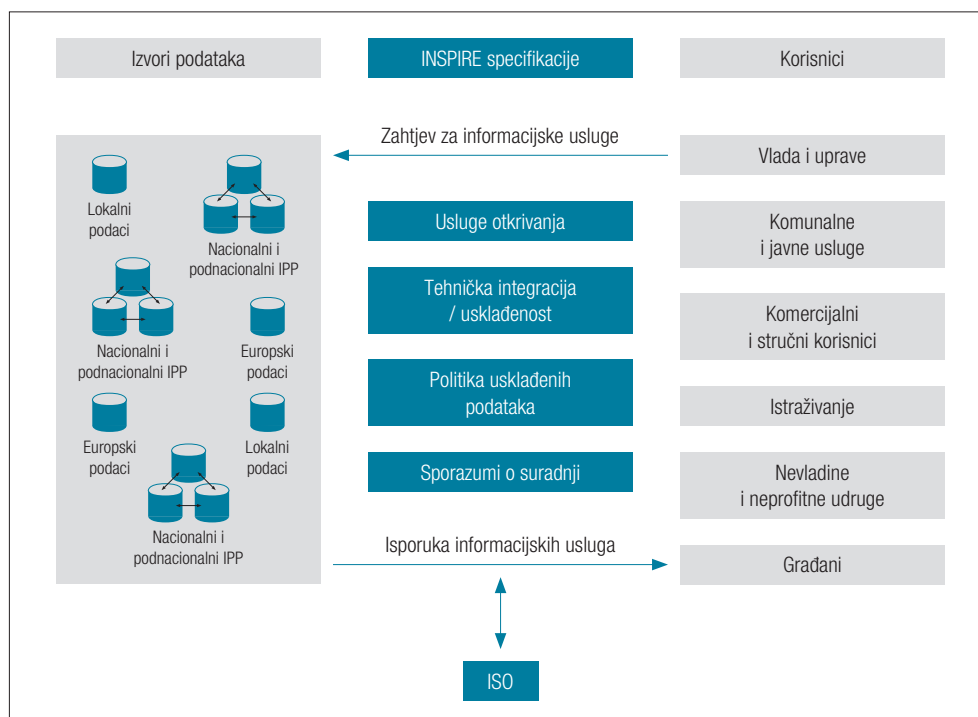 Izvori podataka
INSPIRE specifikacije
Korisnici
Zahtjev za informacijske usluge
Lokalni
podaci
Nacionalni i
podnacionalni IPP
Nacionalni i
podnacionalni IPP
Europski
podaci
Europski
podaci
Lokalni
podaci
Nacionalni i
podnacionalni IPP
Usluge otkrivanja
Tehnička integracija
/ usklađenost
Politika usklađenih
podataka
Sporazumi o suradnji
Isporuka informacijskih usluga
ISO
Vlada i uprave
Komunalne
i javne usluge
Komercijalni
i stručni korisnici
Istraživanje
Nevladine
i neprofitne udruge
Građani